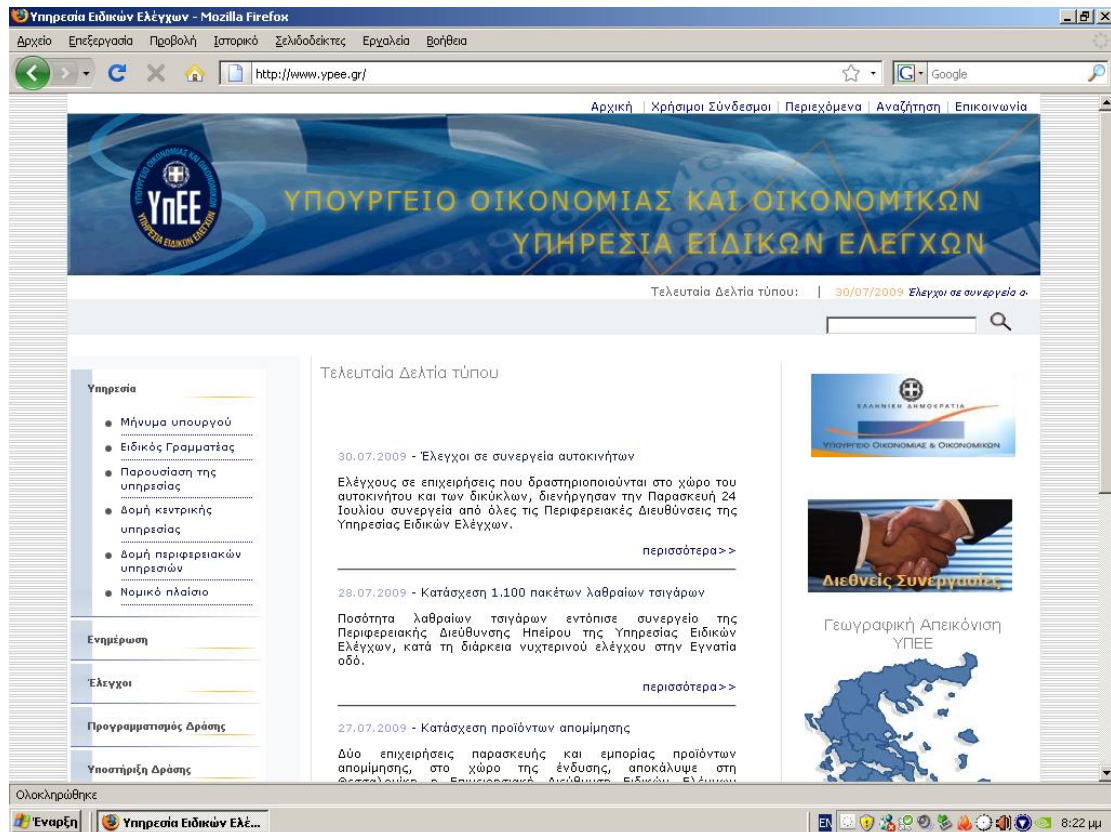 Υπηρεσία Ειδικών Ελέγχων - Mozilla Firefox
Αρχείο Επεξεργασία Προβολή Ιστορικό Σελιδοδείκτες Εργαλεία Βοήθεια
http://www.ypee.gr/
Google
Αρχική | Χρήσιμοι Σύνδεσμοι | Περιεχόμενα | Αναζήτηση | Επικοινωνία
ΥπΕΕ
ΥΠΗΡΕΣΙΑ ΕΙΔΙΚΩΝ ΕΛΕΓΧΩΝ
ΥΠΟΥΡΓΕΙΟ ΟΙΚΟΝΟΜΙΑΣ ΚΑΙ ΟΙΚΟΝΟΜΙΚΩΝ
ΥΠΗΡΕΣΙΑ ΕΙΔΙΚΩΝ ΕΛΕΓΧΩΝ
Τελευταία Δελτία τύπου: | 30/07/2009 Έλεγχοι σε συνεργεία α
Υπηρεσία
Μήνυμα υπουργού
Ειδικός Γραμματέας
Παρουσίαση της
υπηρεσίας
Δομή κεντρικής
υπηρεσίας
Δομή περιφερειακών
υπηρεσιών
Νομικό πλαίσιο
Ενημέρωση
Έλεγχοι
Προγραμματισμός Δράσης
Υποστήριξη Δράσης
Τελευταία Δελτία τύπου
30.07.2009 - Έλεγχοι σε συνεργεία αυτοκινήτων
Ελέγχους σε επιχειρήσεις που δραστηριοποιούνται στο χώρο του
αυτοκινήτου και των δικύκλων, διενήργησαν την Παρασκευή 24
Ιουλίου συνεργεία από όλες τις Περιφερειακές Διευθύνσεις της
Υπηρεσίας Ειδικών Ελέγχων.
περισσότερα>>
28.07.2009 - Κατάσχεση 1.100 πακέτων λαθραίων τσιγάρων
Ποσότητα λαθραίων τσιγάρων εντόπισε συνεργείο της
Περιφερειακής Διεύθυνσης Ηπείρου της Υπηρεσίας Ειδικών
Ελέγχων, κατά τη διάρκεια νυχτερινού ελέγχου στην Εγνατία
οδό.
περισσότερα>>
27.07.2009 - Κατάσχεση προϊόντων απομίμησης
Δύο επιχειρήσεις παρασκευής και εμπορίας προϊόντων
απομίμησης, στο χώρο της ένδυσης, αποκάλυψε στη
Θεσσαλονίκη η Επιχειρησιακή Διεύθυνση Ειδικών Ελέγχων
ΕΛΛΗΝΙΚΗ ΔΗΜΟΚΡΑΤΙΑ
ΥΠΟΥΡΓΕΙΟ ΟΙΚΟΝΟΜΙΑΣ & ΟΙΚΟΝΟΜΙΚΩΝ
Διεθνείς Συνεργασίες
Γεωγραφική Απεικόνιση
ΥΠΕΕ
Ολοκληρώθηκε
Έναρξη
Υπηρεσία Ειδικών Ελέ...
EN
8:22 μμ